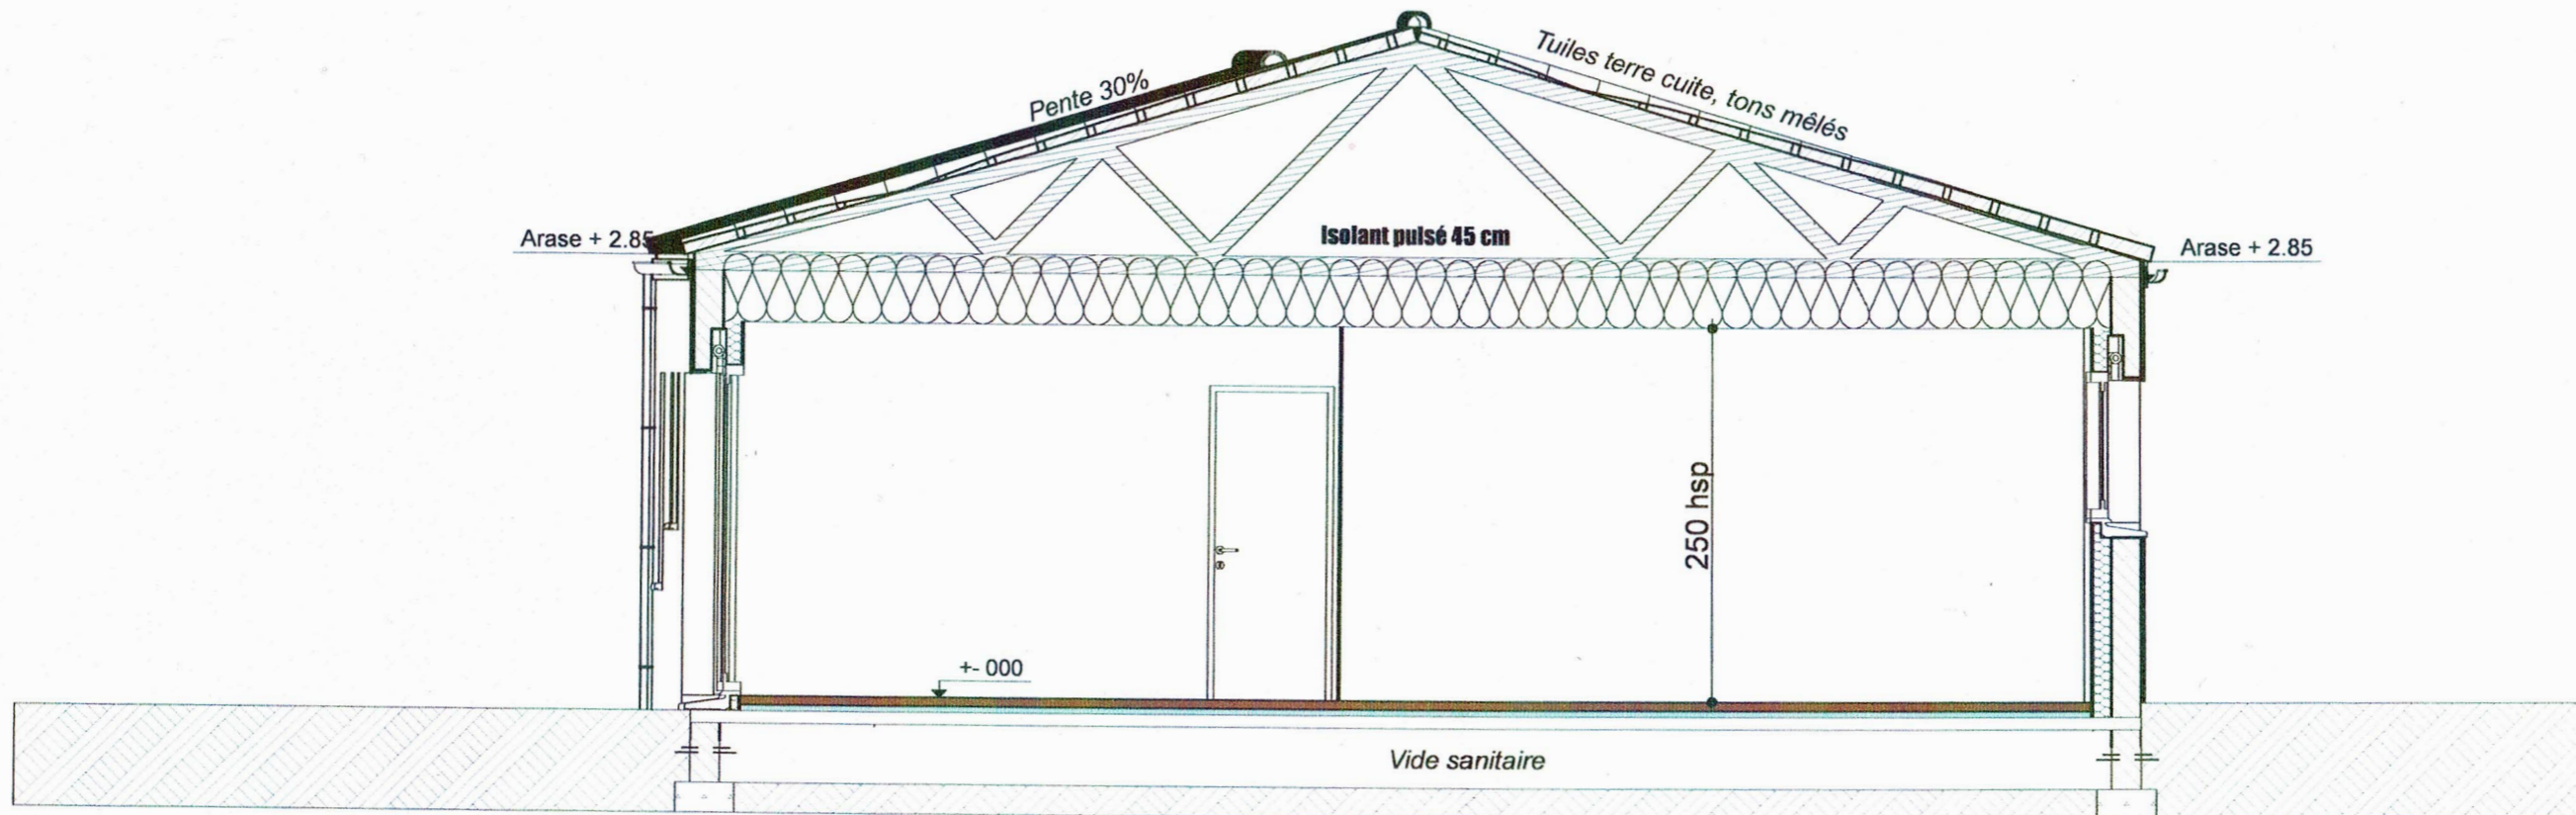 Tuiles terre cuite, tons mêlés
Pente 30%
Arase + 2.85
Isolant pulsé 45 cm
Arase + 2.85
250 hsp
+- 000
Vide sanitaire